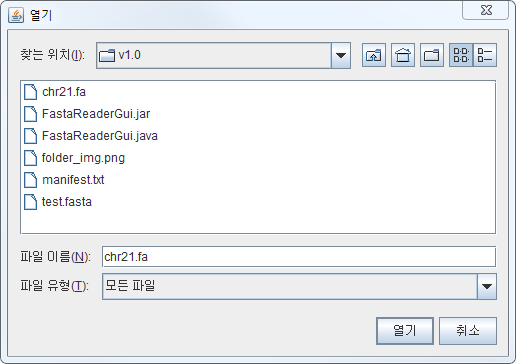 열기
찾는 위치(I): v1.0
chr21.fa
FastaReaderGui.jar
FastaReaderGui.java
folder_img.png
manifest.txt
test.fasta
파일 이름(N): chr21.fa
파일 유형(T): 모든 파일
열기 취소